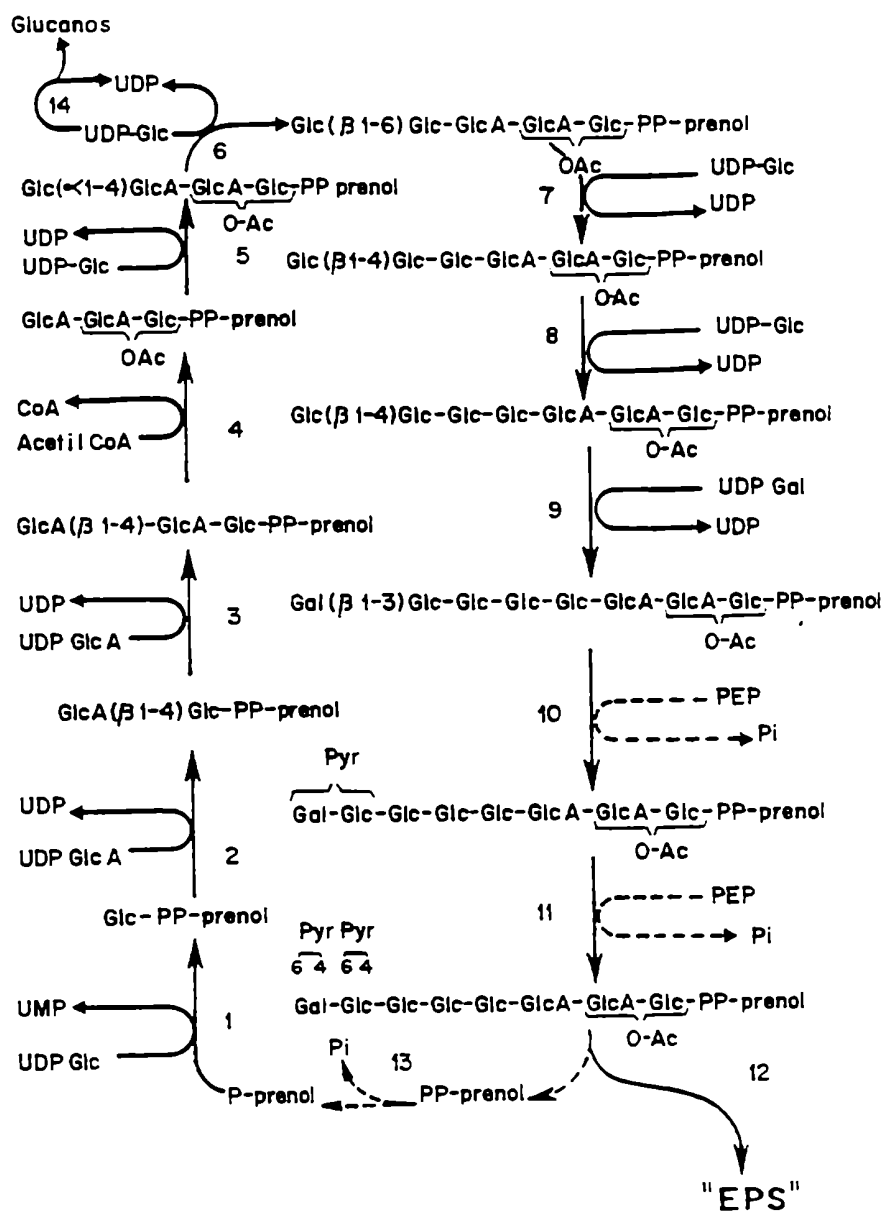 Glucanos
UDP
14
UDP-Glc
6
Glc(β 1-6) Glc-GlcA-GlcA-Glc-PP-prenol
OAc
UDP-Glc
7
UDP
Glc(∝1-4)GlcA-GlcA-Glc-PP prenol
O-Ac
UDP
UDP-Glc
5
Glc(β1-4)Glc-Glc-GlcA-GlcA-Glc-PP-prenol
OAc
GlcA-GlcA-Glc-PP-prenol
OAc
8
UDP-Glc
UDP
CoA
Acetil CoA
4
Glc(β1-4)Glc-Glc-Glc-GlcA-GlcA-Glc-PP-prenol
O-Ac
9
UDP Gal
UDP
GlcA(β 1-4)-GlcA-Glc-PP-prenol
UDP
UDP GlcA
3
Gal(β1-3)Glc-Glc-Glc-Glc-GlcA-GlcA-Glc-PP-prenol
O-Ac
10
PEP
Pi
GlcA(β1-4)Glc-PP-prenol
Pyr
Gal-Glc-Glc-Glc-Glc-GlcA-GlcA-Glc-PP-prenol
O-Ac
UDP
UDP GlcA
2
11
PEP
Pi
Glc-PP-prenol
Pyr Pyr
6 4 6 4
Gal-Glc-Glc-Glc-Glc-GlcA-GlcA-Glc-PP-prenol
O-Ac
UMP
UDP Glc
1
Pi
13
12
P-prenol
PP-prenol
"EPS"